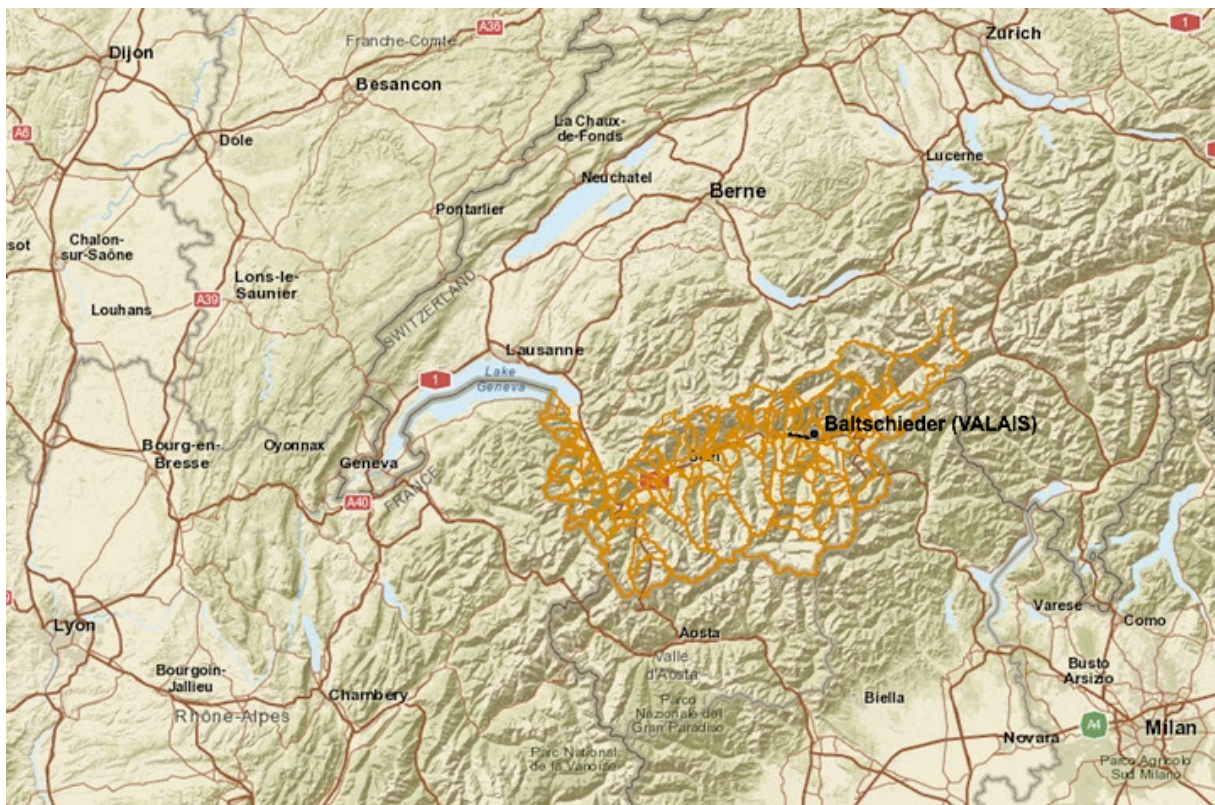 A36
1
Zurich
Dijon
Franche-Comté
Besancon
A6
La Chaux-
de-Fonds
Dole
Lucerne
Neuchatel
Berne
Pontarlier
Chalon-
sur-Saône
Lons-le-
Saunier
A39
Louhans
SWITZERLAND
Lausanne
1
Lake
Geneva
Baltschieder (VALAIS)
Bourg-en-
Bresse
Oyonnax
Geneva
FRANCE
A40
Varese
Como
Lyon
Aosta
Valle
d'Aosta
Bourgoin-
Jallieu
Busto
Arsizio
Chambéry
Biella
Parco
Nazionale del
Gran Paradiso
Rhône-Alpes
A4
Milan
Novara
Parc National
de la Vanoise
Parco Agricolo
Sud Milano